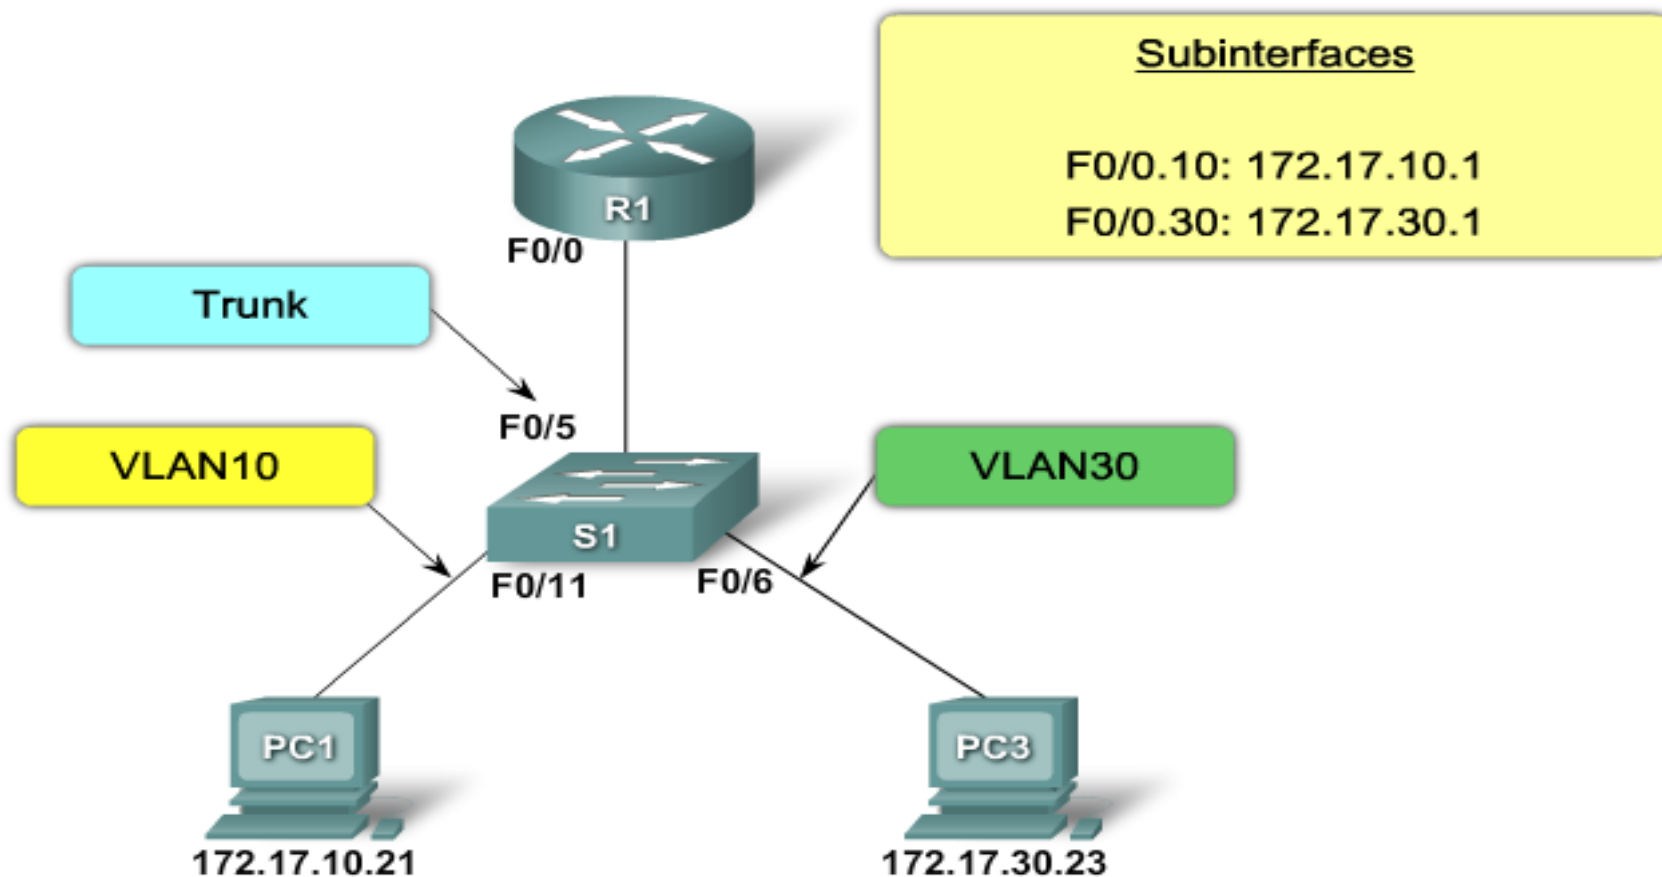 Subinterfaces
F0/0.10: 172.17.10.1
F0/0.30: 172.17.30.1
R1
F0/0
Trunk
F0/5
VLAN10
VLAN30
S1
F0/11
F0/6
PC1
PC3
172.17.10.21
172.17.30.23